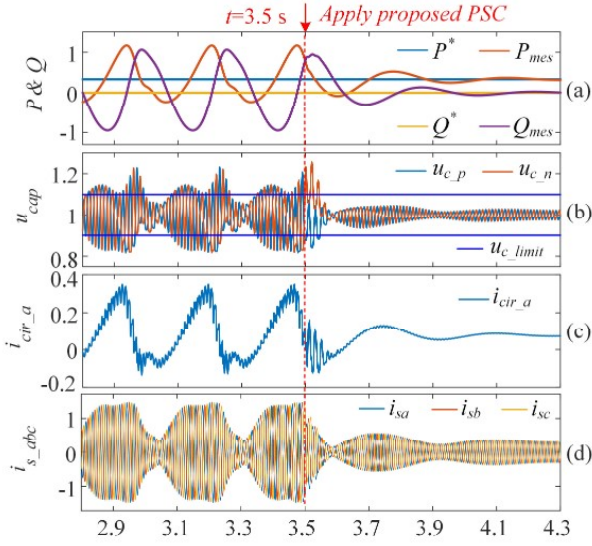 t=3.5 s Apply proposed PSC
P & Q
1
0
-1
P* P_mes
Q* Q_mes
(a)
u_cap
1.2
1
0.8
u_c_p u_c_n
u_c_limit
(b)
i_cir_a
0.4
0.2
0
-0.2
i_cir_a
(c)
i_s_abc
1
0
-1
i_sa i_sb i_sc
(d)
2.9 3.1 3.3 3.5 3.7 3.9 4.1 4.3